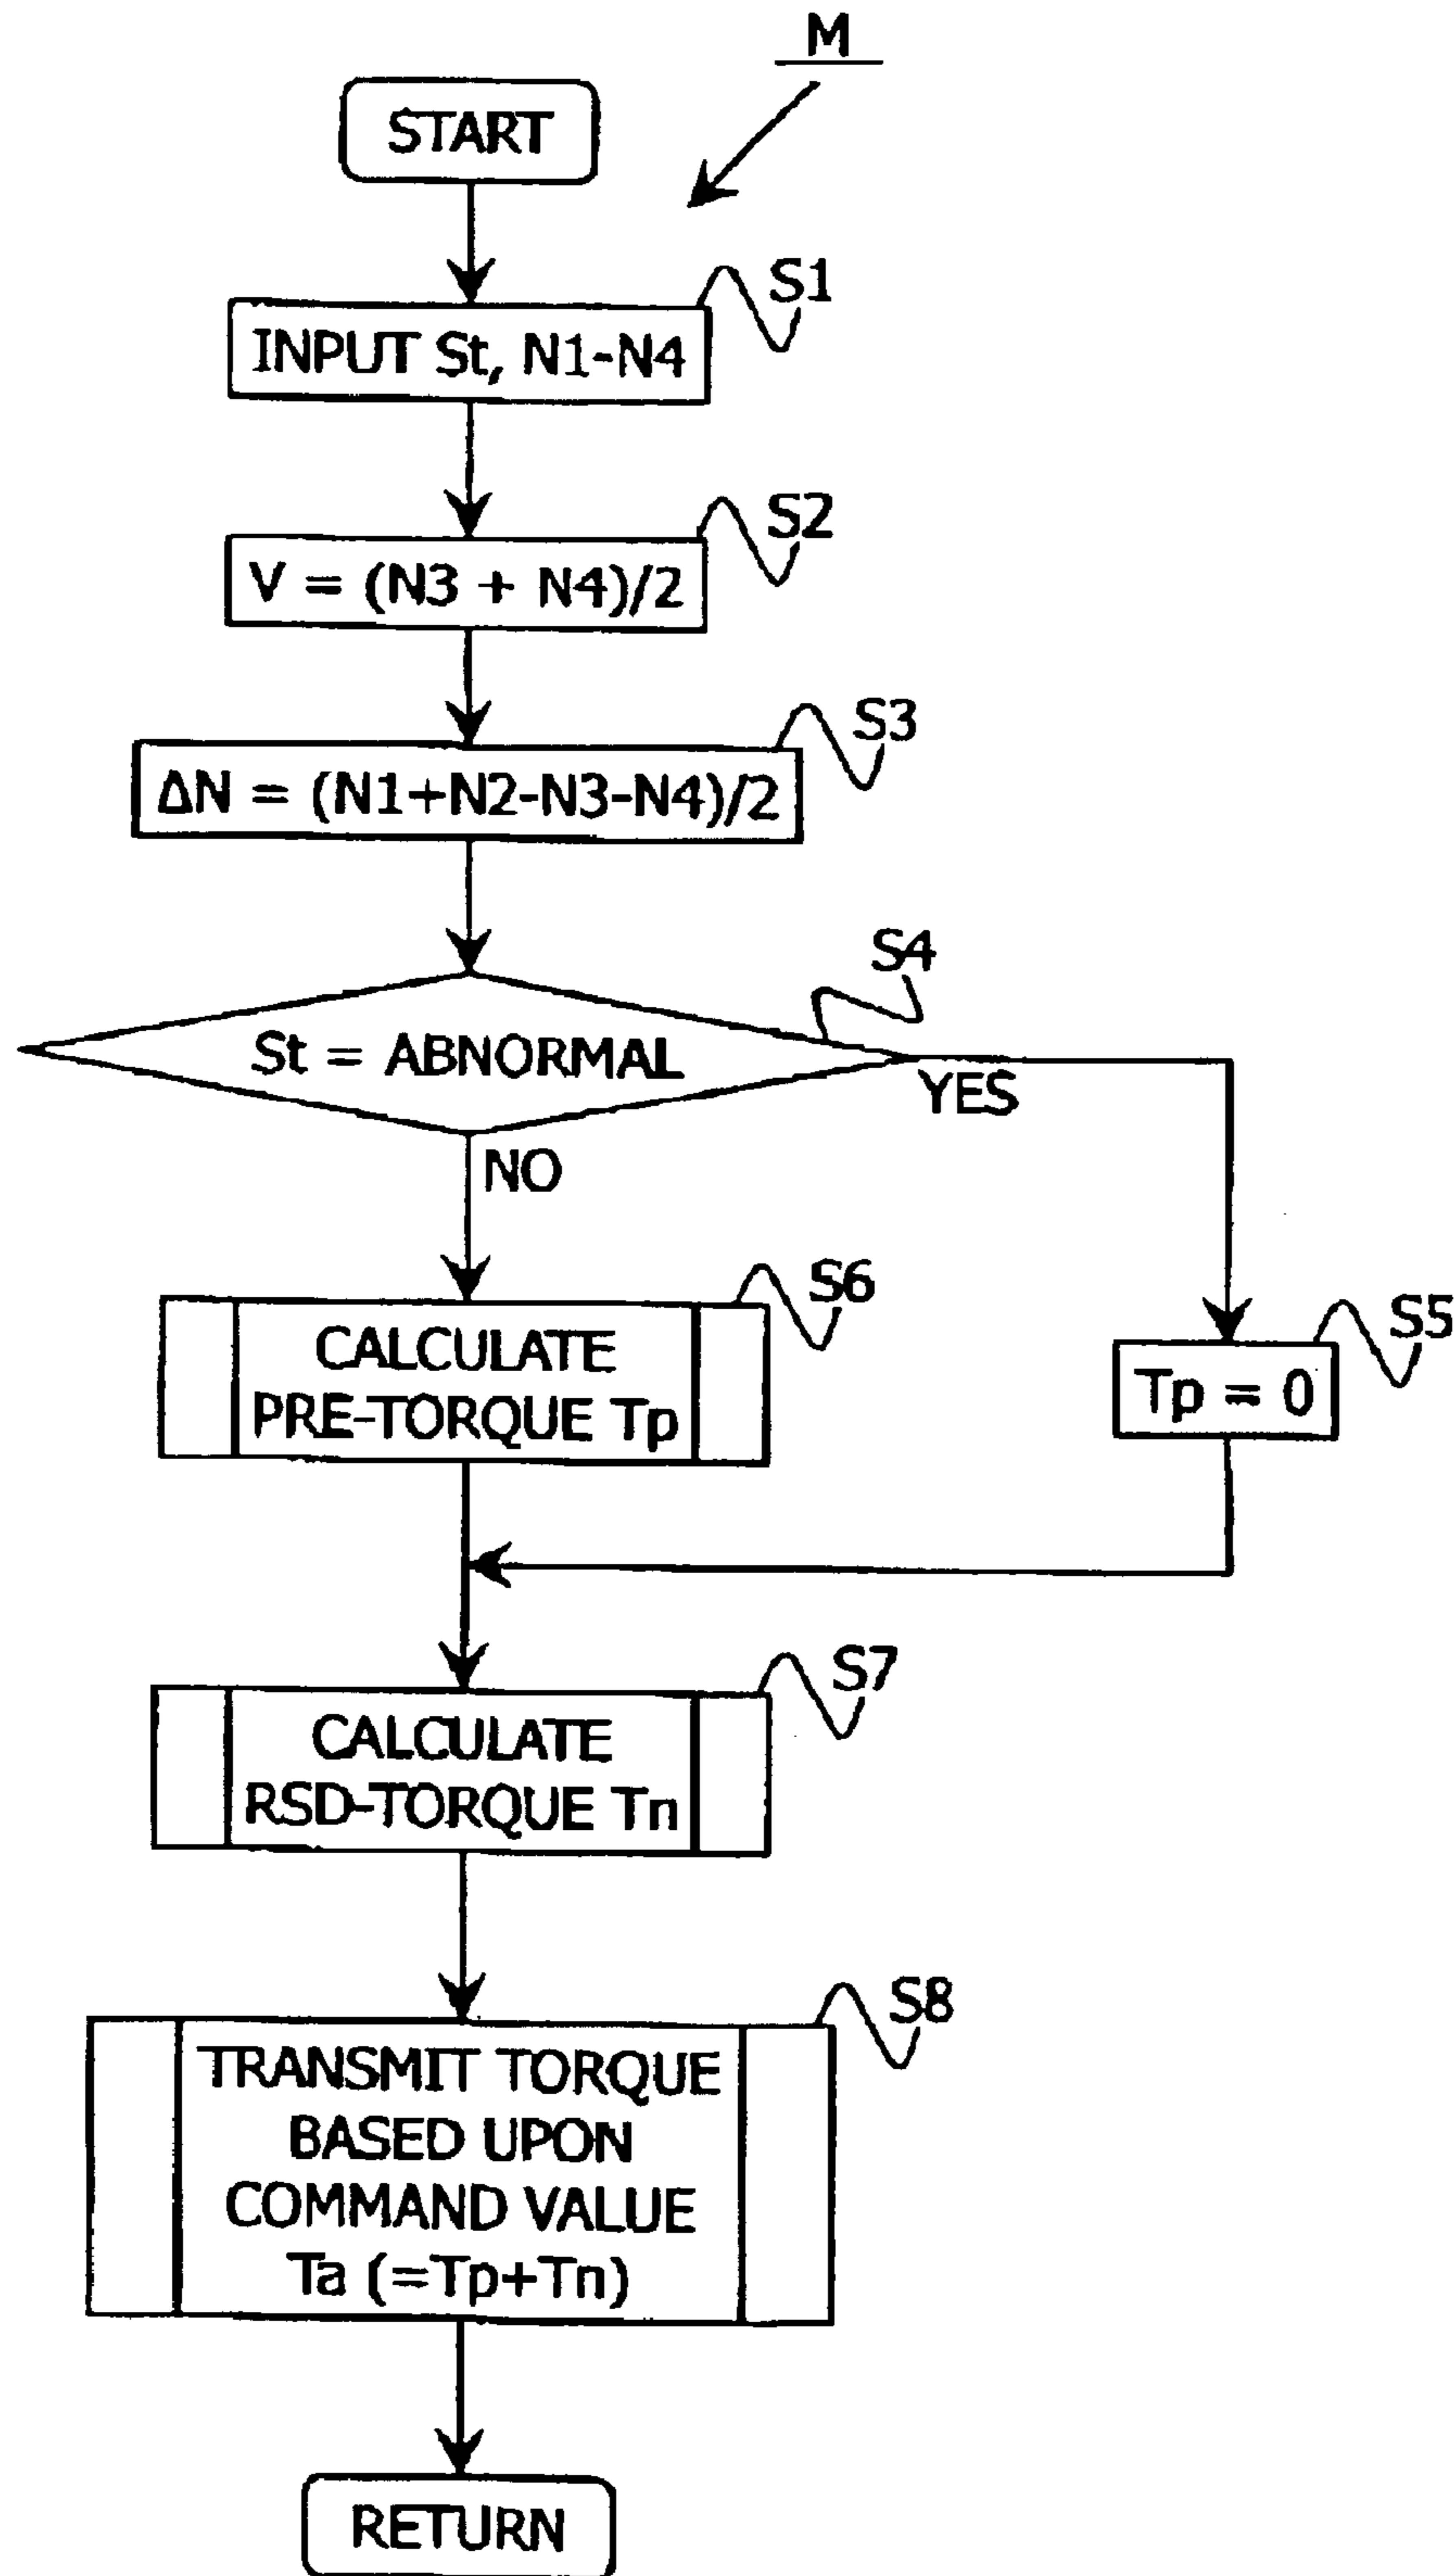 M
START
S1
INPUT St, N1-N4
S2
V = (N3 + N4)/2
S3
ΔN = (N1+N2-N3-N4)/2
S4
St = ABNORMAL
YES
NO
S6
CALCULATE
PRE-TORQUE Tp
S5
Tp = 0
S7
CALCULATE
RSD-TORQUE Tn
S8
TRANSMIT TORQUE
BASED UPON
COMMAND VALUE
Ta (=Tp+Tn)
RETURN